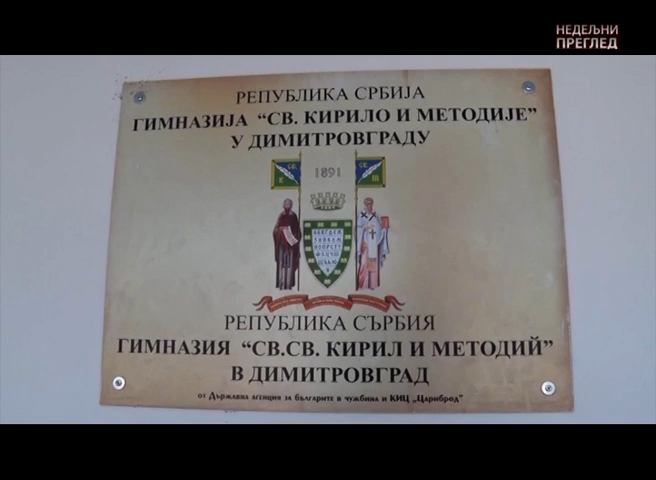 НЕДЕЉНИ
ПРЕГЛЕД
РЕПУБЛИКА СРБИЈА
ГИМНАЗИЈА “СВ. КИРИЛО И МЕТОДИЈЕ”
У ДИМИТРОВГРАДУ
1891
РЕПУБЛИКА СЪРБИЯ
ГИМНАЗИЯ “СВ.СВ. КИРИЛ И МЕТОДИЙ”
В ДИМИТРОВГРАД
от Държавна агенция за българите в чужбина и КИЦ „Цариброд”